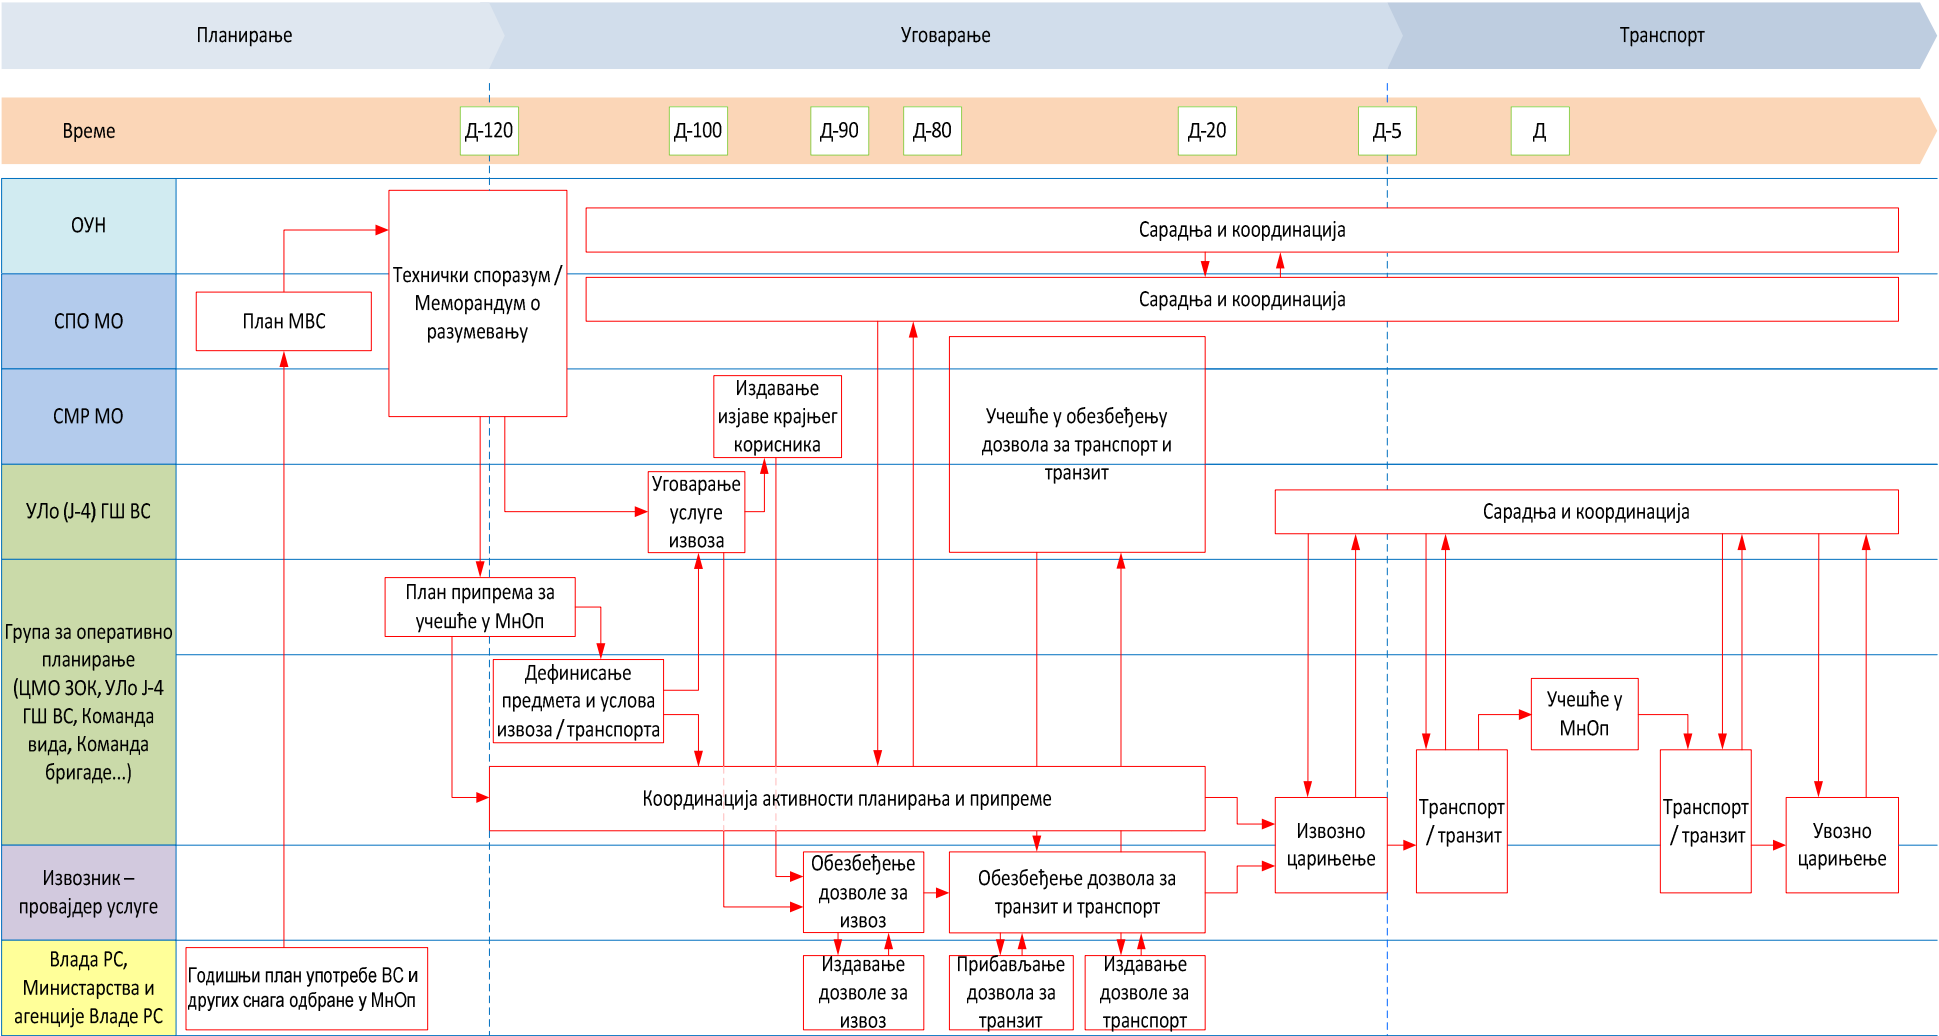 Планирање
Уговарање
Транспорт
Време
Д-120
Д-100
Д-90
Д-80
Д-20
Д-5
Д
ОУН
Сарадња и координација
Технички споразум /
Меморандум о
разумевању
СПО МО
План МВС
Сарадња и координација
СМР МО
Издавање
изјаве крајњег
корисника
Учешће у обезбеђењу
дозвола за транспорт и
транзит
УЛо (Ј-4) ГШ ВС
Уговарање
услуге
извоза
Сарадња и координација
Група за оперативно
планирање
(ЦМО ЗОК, УЛо Ј-4
ГШ ВС, Команда
вида, Команда
бригаде...)
План припрема за
учешће у МнОп
Дефинисање
предмета и услова
извоза / транспорта
Учешће у
МнОп
Координација активности планирања и припреме
Извозно
царињење
Транспорт
/ транзит
Транспорт
/ транзит
Увозно
царињење
Извозник –
провајдер услуге
Обезбеђење
дозволе за
извоз
Обезбеђење дозвола за
транзит и транспорт
Влада РС,
Министарства и
агенције Владе РС
Годишњи план употребе ВС и
других снага одбране у МнОп
Издавање
дозволе за
извоз
Прибављање
дозвола за
транзит
Издавање
дозволе за
транспорт